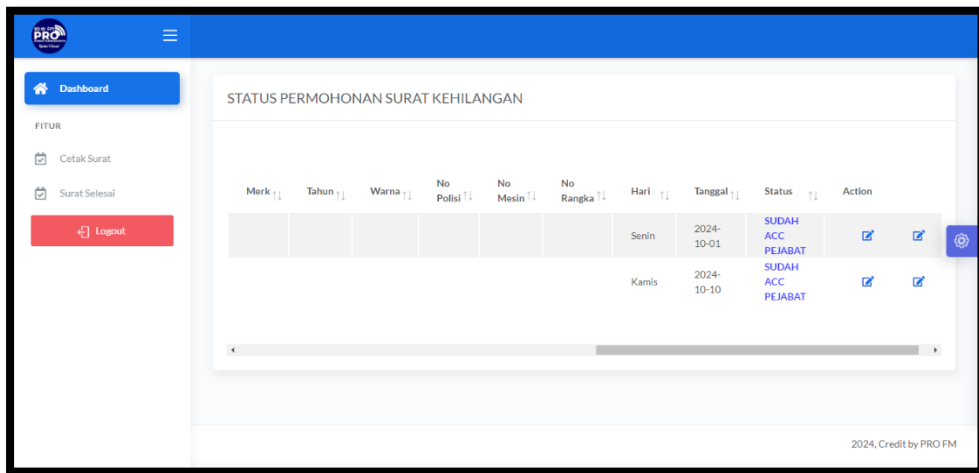 PRO
Dashboard
STATUS PERMOHONAN SURAT KEHILANGAN
FITUR
Cetak Surat
Surat Selesai
Logout
Merk Tahun Warna No Polisi No Mesin No Rangka Hari Tanggal Status Action
Senin 2024-10-01 SUDAH ACC PEJABAT
Kamis 2024-10-10 SUDAH ACC PEJABAT
2024, Credit by PRO FM